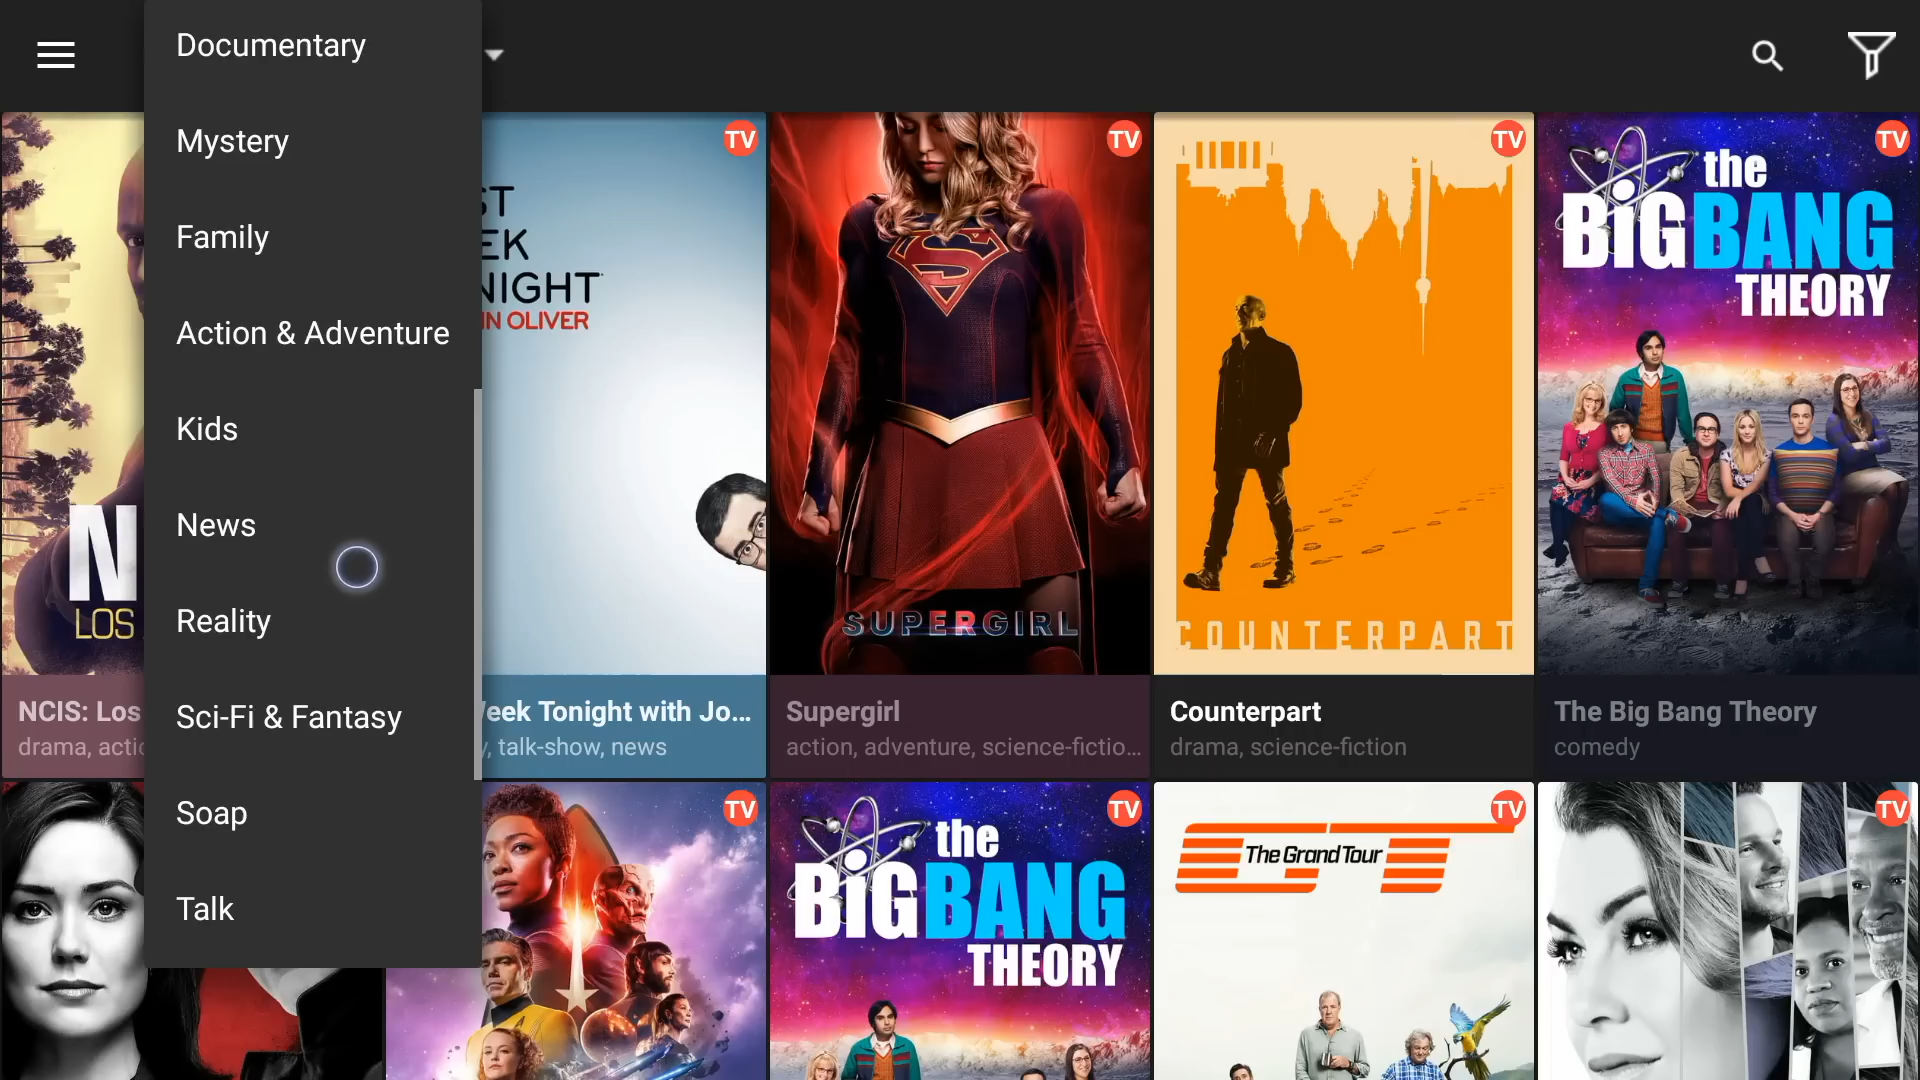 Documentary
Mystery
Family
Action & Adventure
Kids
News
Reality
Sci-Fi & Fantasy
Soap
Talk
N
LOS
NCIS: Los
drama, actic
TV
ST
EK
NIGHT
N OLIVER
eek Tonight with Jo...
y, talk-show, news
TV
SUPERGIRL
Supergirl
action, adventure, science-fictio...
TV
COUNTERPART
Counterpart
drama, science-fiction
TV
the
BIG BANG
THEORY
The Big Bang Theory
comedy
TV
TV
the
BIG BANG
THEORY
TV
The Grand Tour
TV